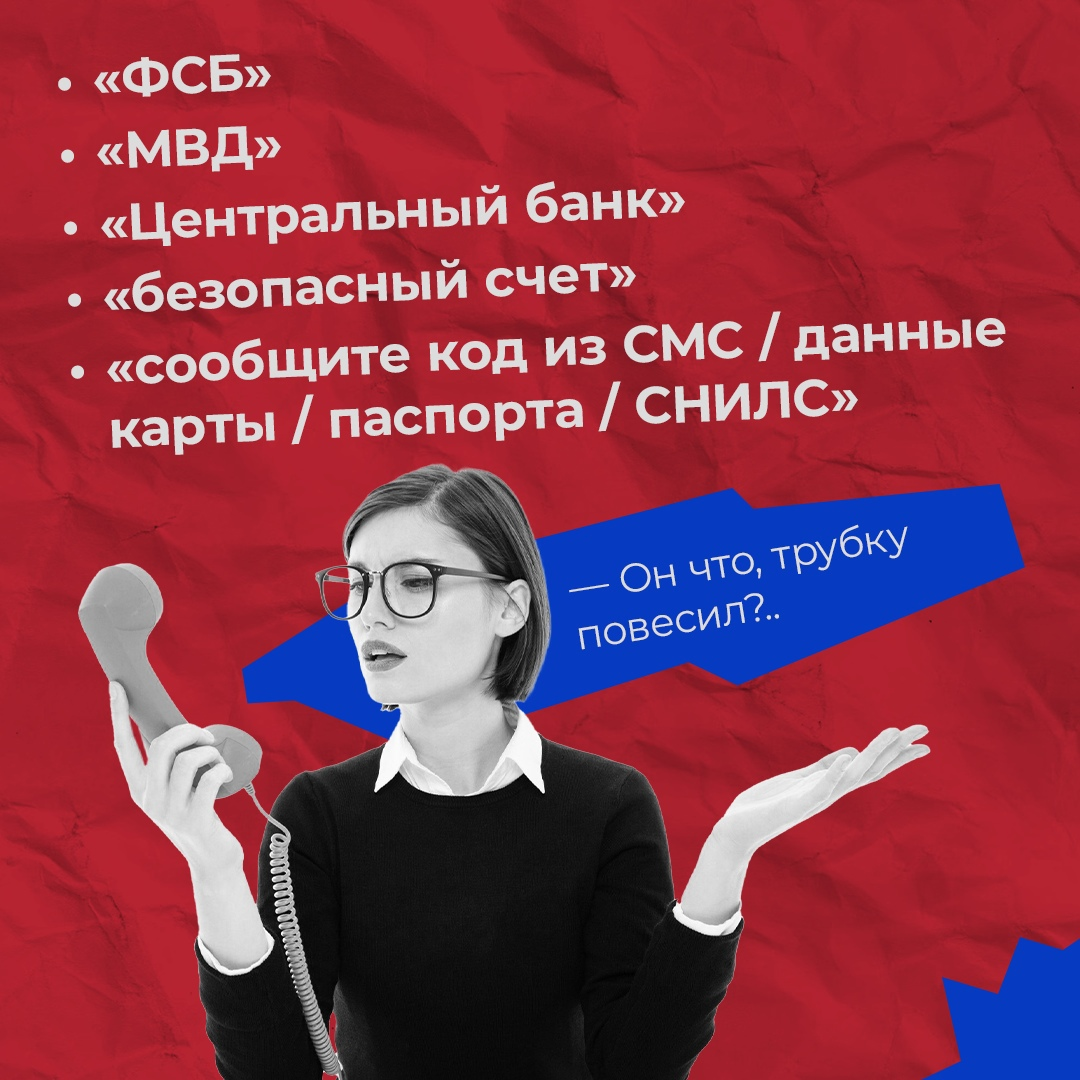 • «ФСБ»
• «МВД»
• «Центральный банк»
• «безопасный счет»
• «сообщите код из СМС / данные
карты / паспорта / СНИЛС»
— Он что, трубку
повесил?..